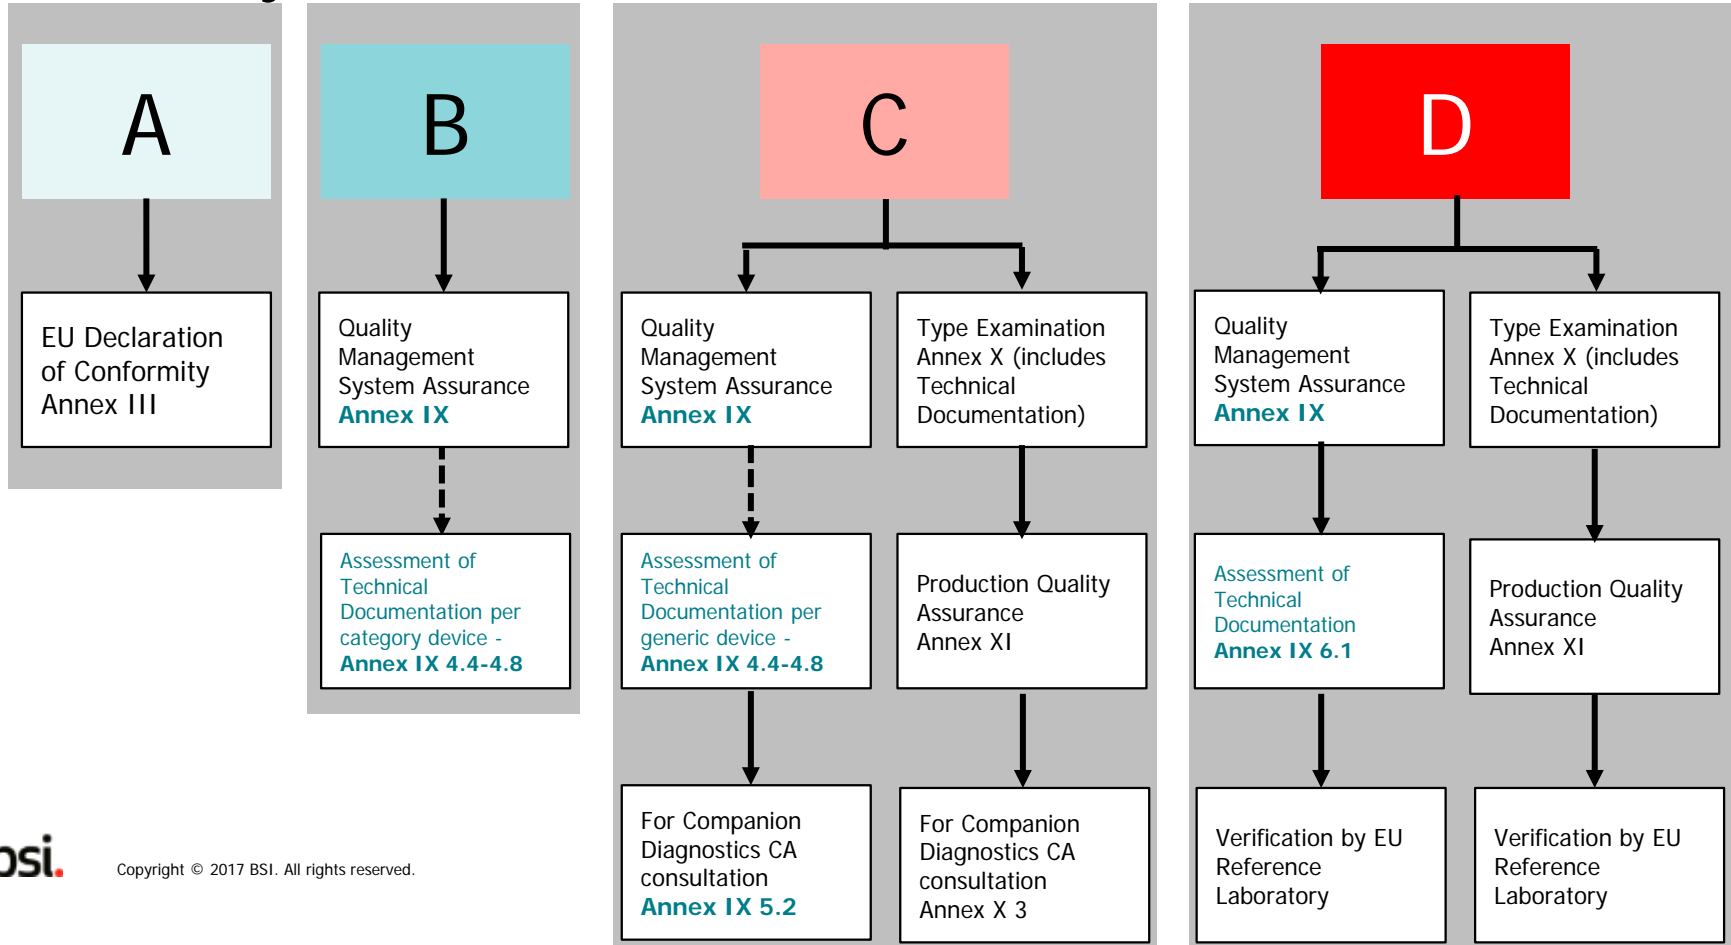 A
B
C
D
EU Declaration
of Conformity
Annex III
Quality
Management
System Assurance
Annex IX
Quality
Management
System Assurance
Annex IX
Type Examination
Annex X (includes
Technical
Documentation)
Quality
Management
System Assurance
Annex IX
Type Examination
Annex X (includes
Technical
Documentation)
Assessment of
Technical
Documentation per
category device -
Annex IX 4.4-4.8
Assessment of
Technical
Documentation per
generic device -
Annex IX 4.4-4.8
Production Quality
Assurance
Annex XI
Assessment of
Technical
Documentation
Annex IX 6.1
Production Quality
Assurance
Annex XI
For Companion
Diagnostics CA
consultation
Annex IX 5.2
For Companion
Diagnostics CA
consultation
Annex X 3
Verification by EU
Reference
Laboratory
Verification by EU
Reference
Laboratory
bsi.
Copyright © 2017 BSI. All rights reserved.